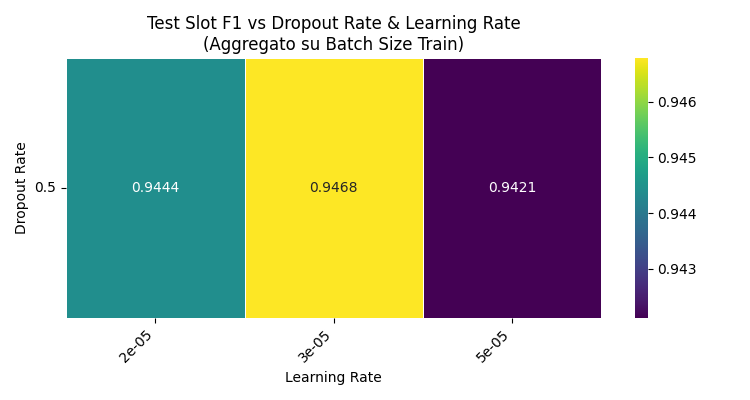 Test Slot F1 vs Dropout Rate & Learning Rate
(Aggregato su Batch Size Train)
Dropout Rate
0.5
0.9444
0.9468
0.9421
2e-05
3e-05
5e-05
Learning Rate
0.946
0.945
0.944
0.943